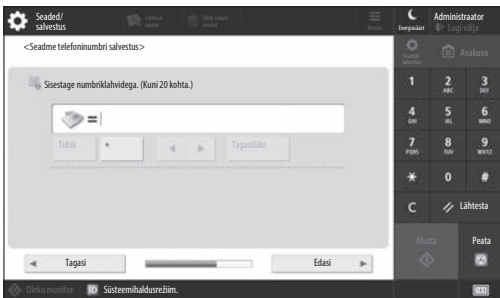 Seaded/
salvestus
Energiasääst
Administraator
Logi välja
<Seadme telefoninumbri salvestus>
Avakuva
Sisestage numbriklahvidega. (Kuni 20 kohta.)
=
Tühik
+
Tagasilüke
1
2 ABC
3 DEF
4 GHI
5 JKL
6 MNO
7 PQRS
8 TUV
9 WXYZ
* 0 #
C Lähtesta
Alusta
Peata
Tagasi
Edasi
Oleku monitor
Süsteemihaldusrežiim.